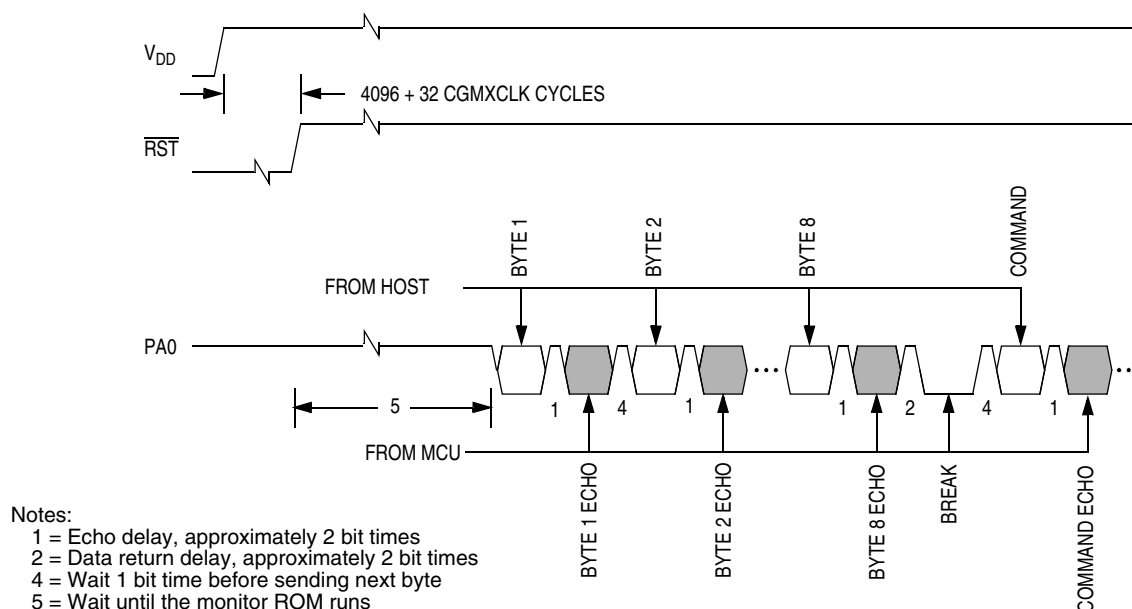 VDD
4096 + 32 CGMXCLK CYCLES
RST
BYTE 1
BYTE 2
BYTE 8
COMMAND
FROM HOST
PA0
5
1
4
1
1
2
4
1
FROM MCU
BYTE 1 ECHO
BYTE 2 ECHO
BYTE 8 ECHO
BREAK
COMMAND ECHO
Notes:
1 = Echo delay, approximately 2 bit times
2 = Data return delay, approximately 2 bit times
4 = Wait 1 bit time before sending next byte
5 = Wait until the monitor ROM runs